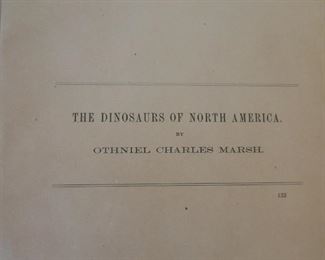 THE DINOSAURS OF NORTH AMERICA.
BY
OTHNIEL CHARLES MARSH.
133